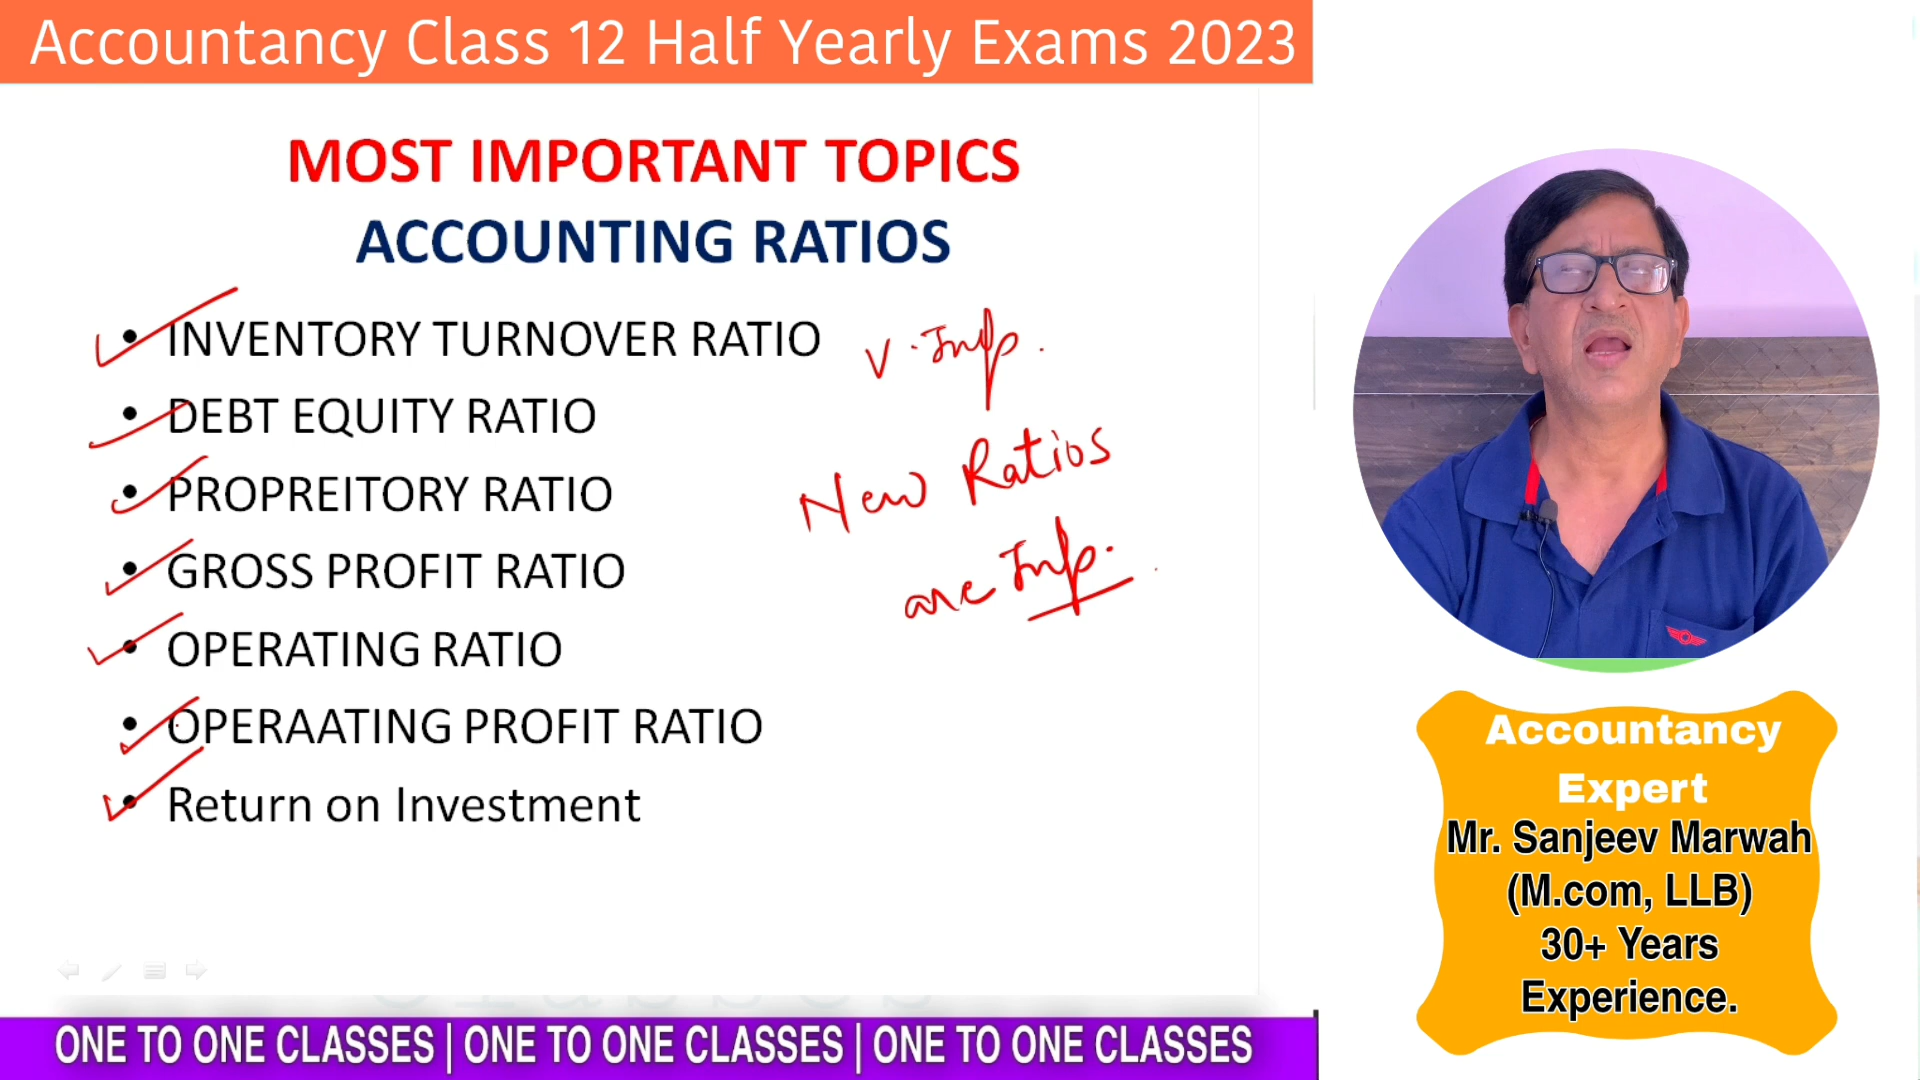 Accountancy Class 12 Half Yearly Exams 2023
MOST IMPORTANT TOPICS
ACCOUNTING RATIOS
• INVENTORY TURNOVER RATIO
V. Imp.
• DEBT EQUITY RATIO
• PROPREITORY RATIO
New Ratios
• GROSS PROFIT RATIO
are Imp.
• OPERATING RATIO
• OPERAATING PROFIT RATIO
• Return on Investment
Accountancy
Expert
Mr. Sanjeev Marwah
(M.com, LLB)
30+ Years
Experience.
ONE TO ONE CLASSES | ONE TO ONE CLASSES | ONE TO ONE CLASSES